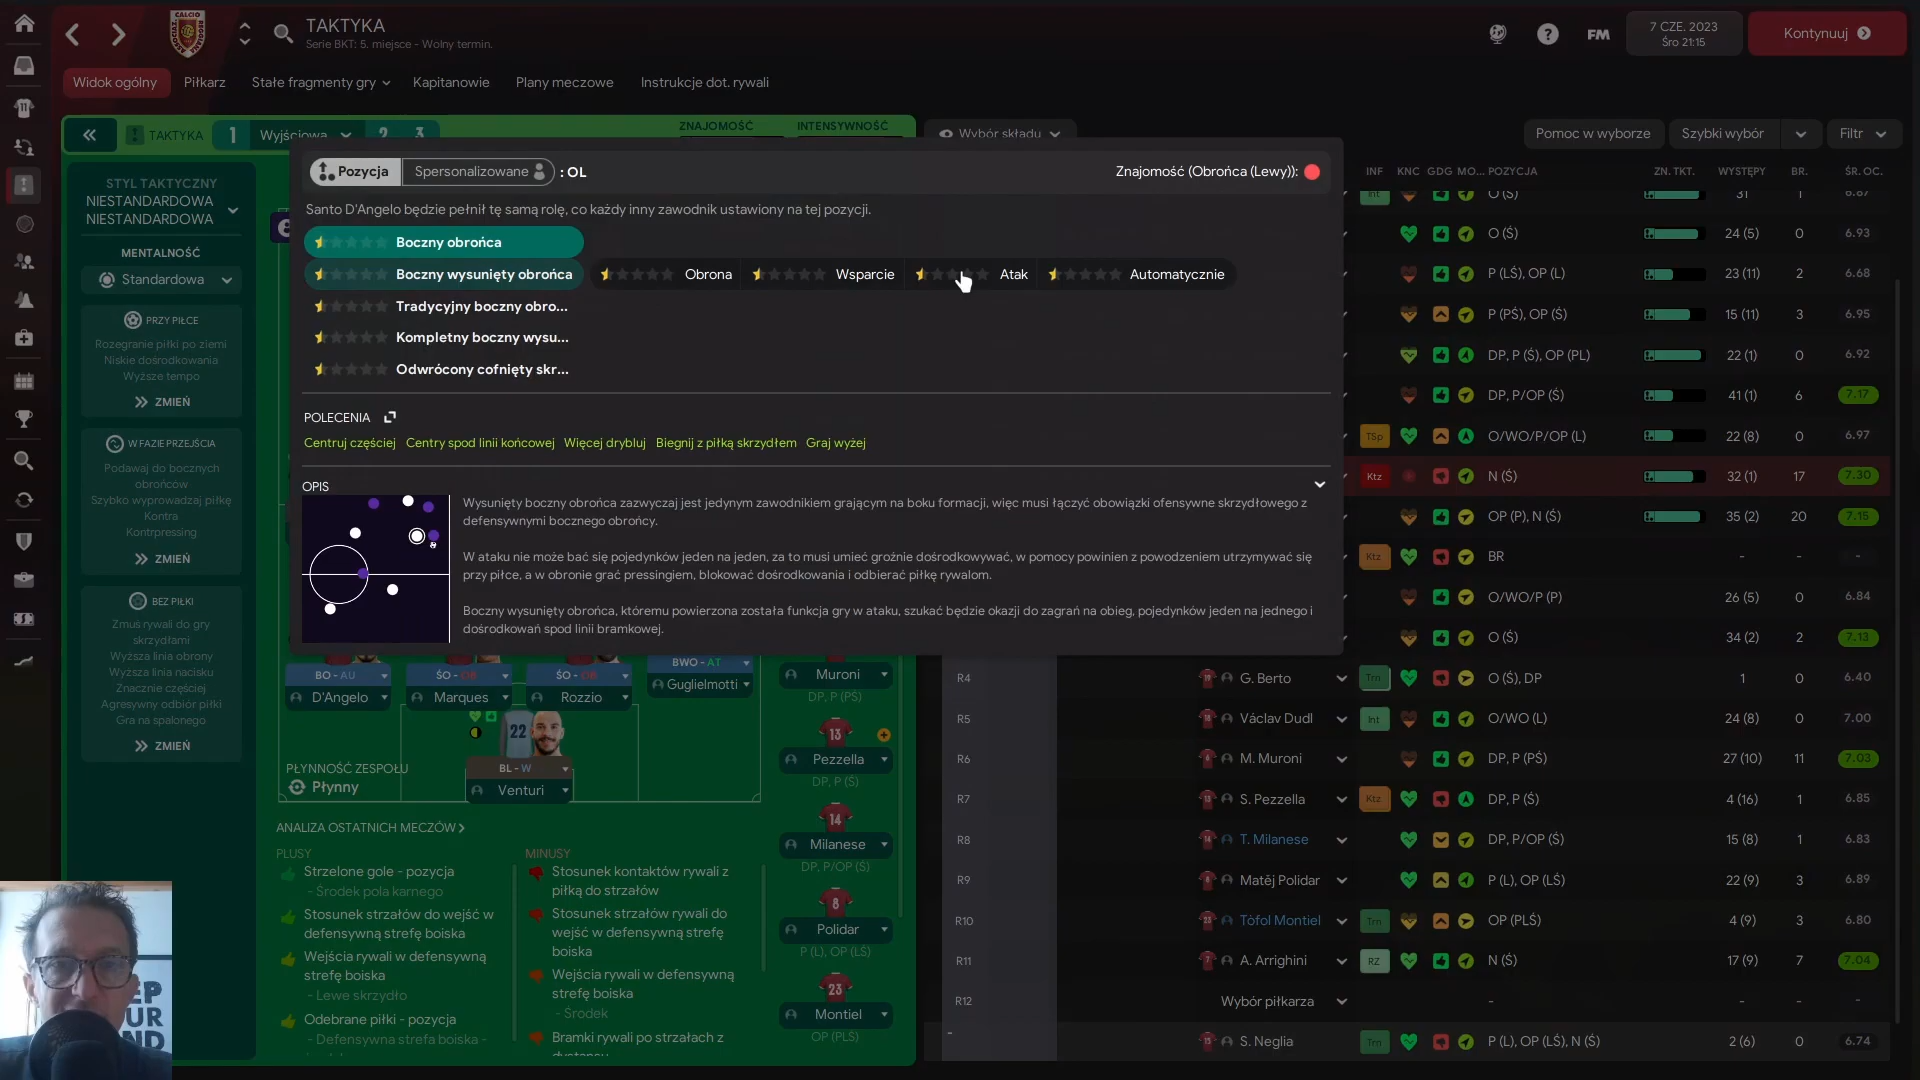 TAKTYKA
Serie BKT: 5. miejsce - Wolny termin.
FM
7 CZE. 2023
Śro 21:15
Kontynuuj
Widok ogólny
Piłkarz
Stałe fragmenty gry
Kapitanowie
Plany meczowe
Instrukcje dot. rywali
TAKTYKA
1
Wyjściowa
2
3
ZNAJOMOŚĆ
INTENSYWNOŚĆ
Wybór składu
Pomoc w wyborze
Szybki wybór
Filtr
STYL TAKTYCZNY
NIESTANDARDOWA
NIESTANDARDOWA
MENTALNOŚĆ
Standardowa
PRZY PIŁCE
Rozegranie piłki po ziemi
Niskie dośrodkowania
Wyższe tempo
ZMIEŃ
W FAZIE PRZEJŚCIA
Podawaj do bocznych
obrońców
Szybko wyprowadzaj piłkę
Kontra
Kontrpressing
ZMIEŃ
BEZ PIŁKI
Zmuś rywali do gry
skrzydłami
Wyższa linia obrony
Wyższa linia nacisku
Znacznie częściej
Agresywny odbiór piłki
Gra na spalonego
ZMIEŃ
Pozycja
Spersonalizowane
: OL
Znajomość (Obrońca (Lewy)):
Santo D'Angelo będzie pełnił tę samą rolę, co każdy inny zawodnik ustawiony na tej pozycji.
Boczny obrońca
Boczny wysunięty obrońca
Obrona
Wsparcie
Atak
Automatycznie
Tradycyjny boczny obro...
Kompletny boczny wysu...
Odwrócony cofnięty skr...
POLECENIA
Centruj częściej
Centry spod linii końcowej
Więcej drybluj
Biegnij z piłką skrzydłem
Graj wyżej
OPIS
Wysunięty boczny obrońca zazwyczaj jest jedynym zawodnikiem grającym na boku formacji, więc musi łączyć obowiązki ofensywne skrzydłowego z
defensywnymi bocznego obrońcy.
W ataku nie może bać się pojedynków jeden na jeden, za to musi umieć groźnie dośrodkowywać, w pomocy powinien z powodzeniem utrzymywać się
przy piłce, a w obronie grać pressingiem, blokować dośrodkowania i odbierać piłkę rywalom.
Boczny wysunięty obrońca, któremu powierzona została funkcja gry w ataku, szukać będzie okazji do zagrań na obieg, pojedynków jeden na jednego i
dośrodkowań spod linii bramkowej.
BO - AU
D'Angelo
ŚO - OB
Marques
ŚO - OB
Rozzio
BWO - AT
Guglielmotti
22
BL - W
Venturi
PŁYNNOŚĆ ZESPOŁU
Płynny
Muroni
DP, P (PŚ)
13
Pezzella
DP, P (Ś)
14
Milanese
DP, P/OP (Ś)
8
Polidar
P (L), OP (LŚ)
23
Montiel
OP (PLŚ)
ANALIZA OSTATNICH MECZÓW
PLUSY
Strzelone gole - pozycja
- Środek pola karnego
Stosunek strzałów do wejść w
defensywną strefę boiska
Wejścia rywali w defensywną
strefę boiska
- Lewe skrzydło
Odebrane piłki - pozycja
- Defensywna strefa boiska -
MINUSY
Stosunek kontaktów rywali z
piłką do strzałów
Stosunek strzałów rywali do
wejść w defensywną strefę
boiska
Wejścia rywali w defensywną
strefę boiska
- Środek
Bramki rywali po strzałach z
dystansu
INF KNC GDG MO... POZYCJA ZN. TKT. WYSTĘPY BR. ŚR. OC.
Int O (Ś) 31 1 6.87
O (Ś) 24 (5) 0 6.93
P (LŚ), OP (L) 23 (11) 2 6.68
P (PŚ), OP (Ś) 15 (11) 3 6.95
DP, P (Ś), OP (PL) 22 (1) 0 6.92
DP, P/OP (Ś) 41 (1) 6 7.17
TSp O/WO/P/OP (L) 22 (8) 0 6.97
Ktz N (Ś) 32 (1) 17 7.30
OP (P), N (Ś) 35 (2) 20 7.15
Ktz BR - - -
O/WO/P (P) 26 (5) 0 6.84
O (Ś) 34 (2) 2 7.13
R4 G. Berto Trn O (Ś), DP 1 0 6.40
R5 Václav Dudl Int O/WO (L) 24 (8) 0 7.00
R6 M. Muroni DP, P (PŚ) 27 (10) 11 7.03
R7 S. Pezzella Ktz DP, P (Ś) 4 (16) 1 6.85
R8 T. Milanese DP, P/OP (Ś) 15 (8) 1 6.83
R9 Matěj Polidar P (L), OP (LŚ) 22 (9) 3 6.89
R10 Tòfol Montiel Trn OP (PLŚ) 4 (9) 3 6.80
R11 A. Arrighini RZ N (Ś) 17 (9) 7 7.04
R12 Wybór piłkarza - - - -
- S. Neglia Trn P (L), OP (LŚ), N (Ś) 2 (6) 0 6.74